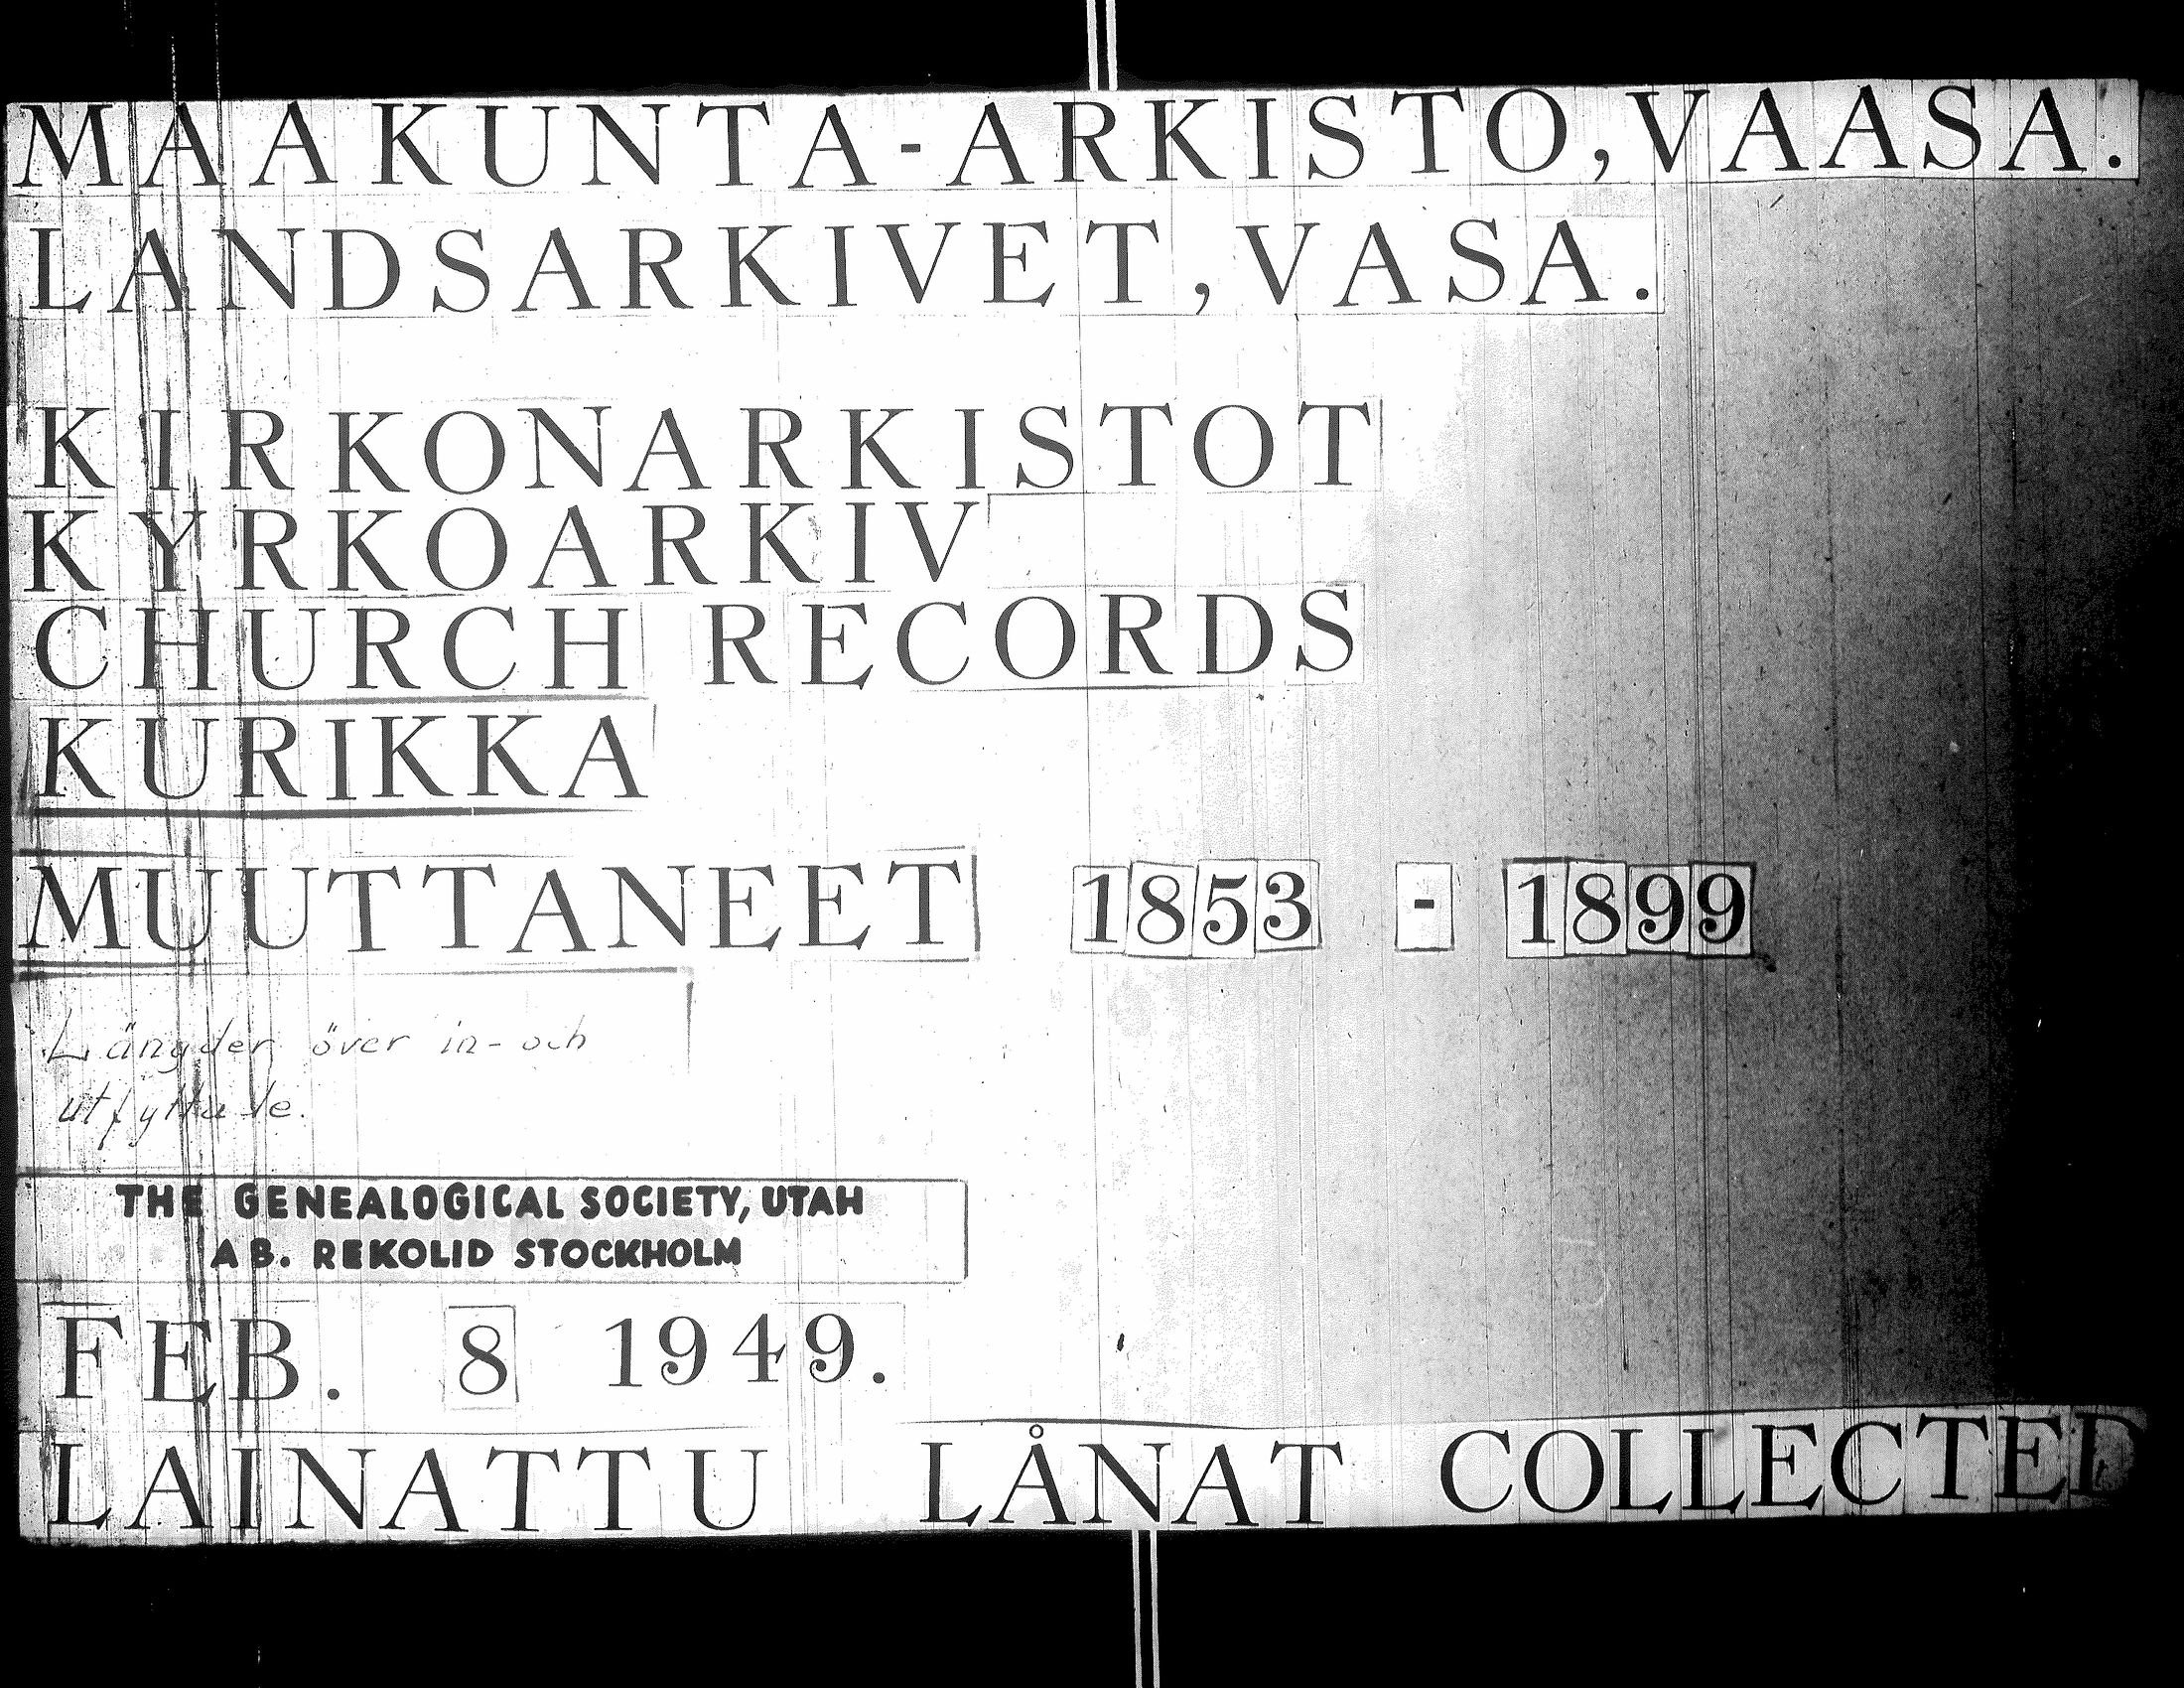 MAAKUNTA-ARKISTO, VAASA.
LANDSARKIVET, VASA.
KIRKONARKISTOT
KYRKOARKIV
CHURCH RECORDS
KURIKKA
MUUTTANEET 1853 - 1899
Längder över in- och
utflyttade.
THE GENEALOGICAL SOCIETY, UTAH
AB. REKOLID STOCKHOLM
FEB. 8 1949.
LAINATTU LÅNAT COLLECTED